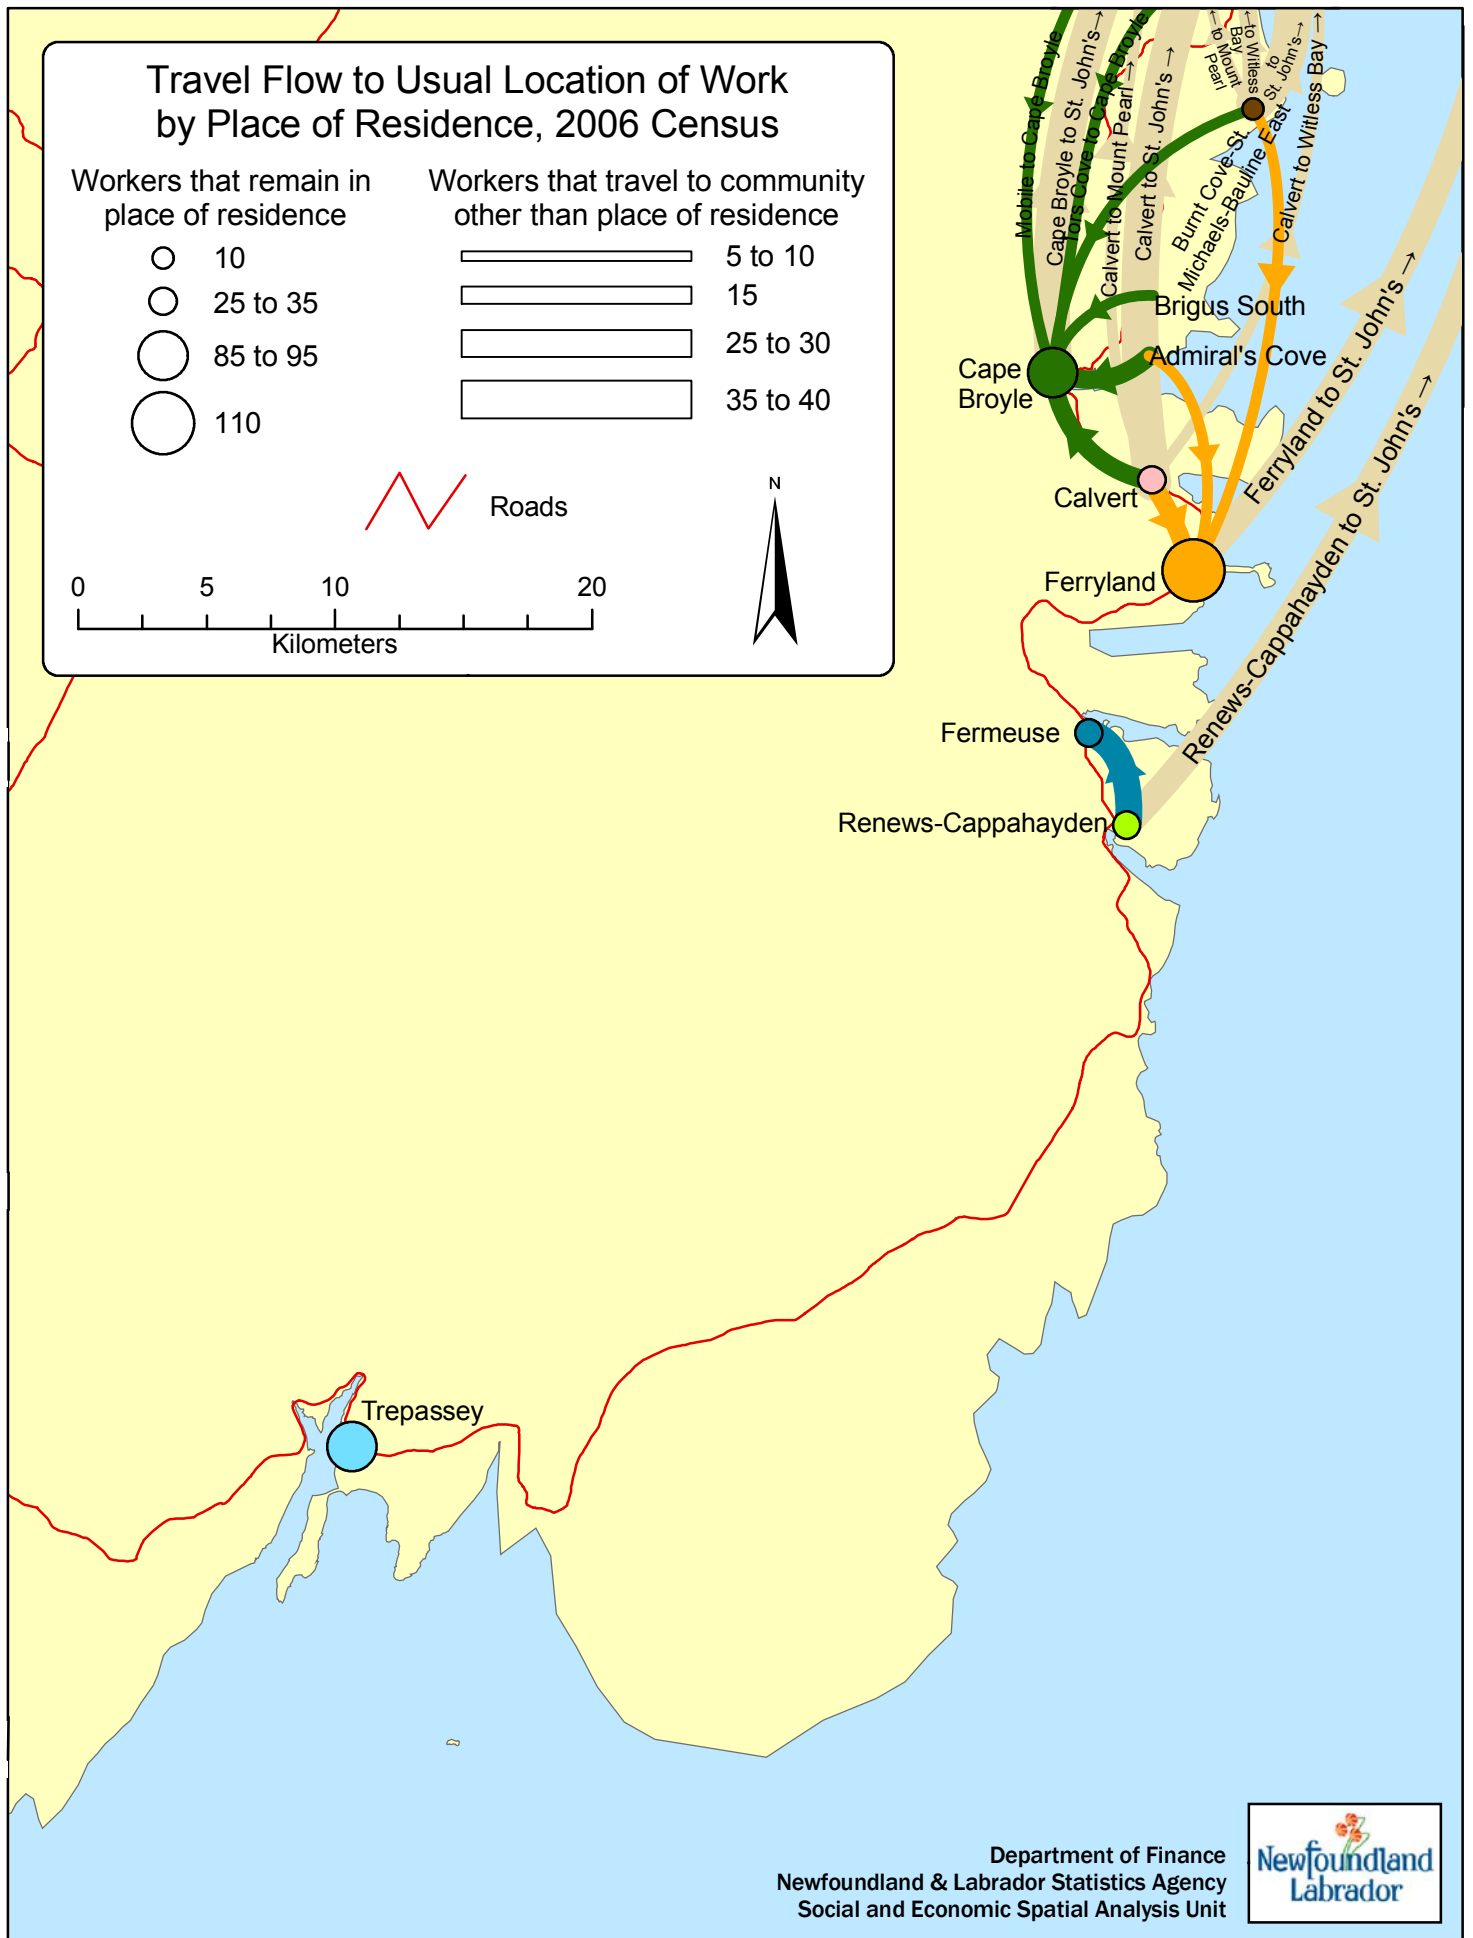 Travel Flow to Usual Location of Work
by Place of Residence, 2006 Census
Workers that remain in
place of residence
10
25 to 35
85 to 95
110
Workers that travel to community
other than place of residence
5 to 10
15
25 to 30
35 to 40
Roads
N
0 5 10 20
Kilometers
Mobile to Cape Broyle
Cape Broyle to St. John's→
Tors Cove to Cape Broyle
Calvert to Mount Pearl →
Calvert to St. John's →
←to Mount
Pearl
←to Witless
Bay
to
St. John's→
Calvert to Witless Bay →
Burnt Cove-St.
Michaels-Bauline East
Brigus South
Admiral's Cove
Cape
Broyle
Calvert
Ferryland to St. John's →
Ferryland
Renews-Cappahayden to St. John's →
Fermeuse
Renews-Cappahayden
Trepassey
Department of Finance
Newfoundland & Labrador Statistics Agency
Social and Economic Spatial Analysis Unit
Newfoundland
Labrador